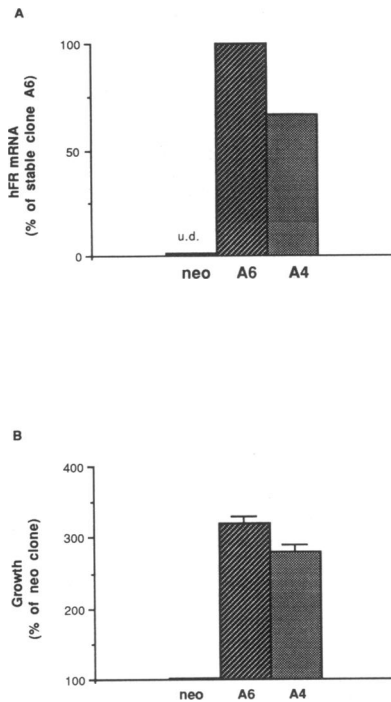 A
100
50
0
hFR mRNA
(% of stable clone A6)
u.d.
neo A6 A4
B
400
300
200
100
Growth
(% of neo clone)
neo A6 A4